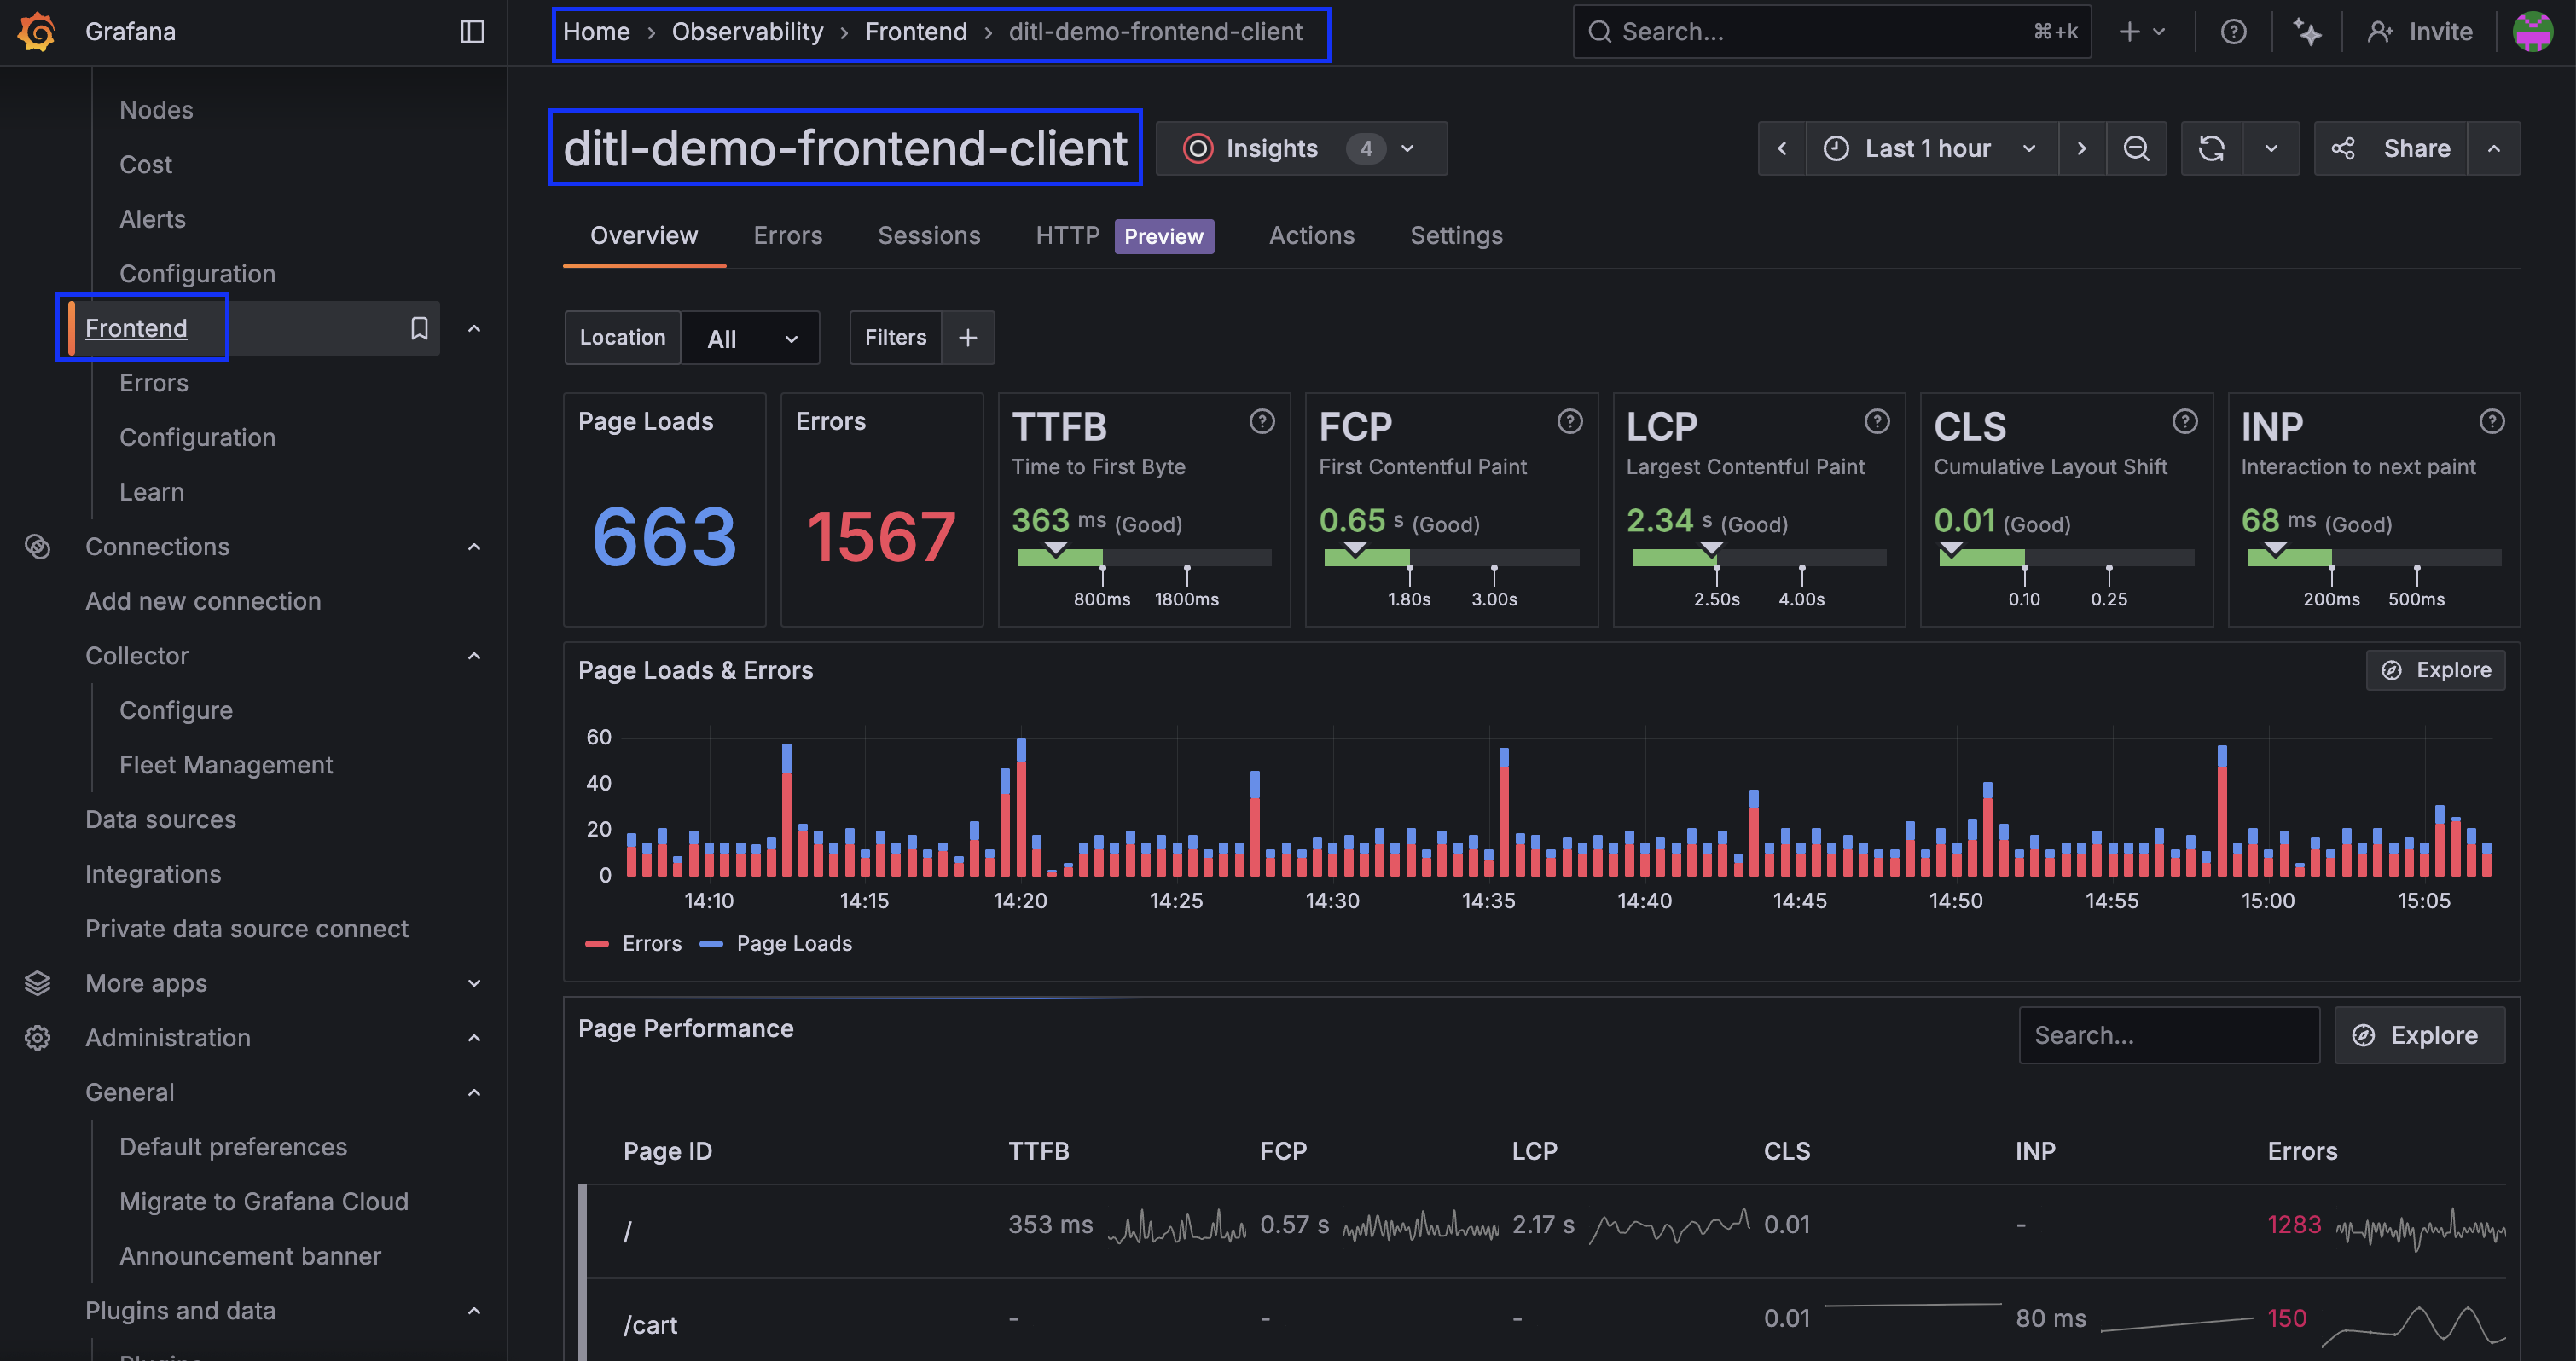 Grafana
Home › Observability › Frontend › ditl-demo-frontend-client
Search...
⌘+k
Invite
Nodes
Cost
Alerts
Configuration
Frontend
Errors
Configuration
Learn
Connections
Add new connection
Collector
Configure
Fleet Management
Data sources
Integrations
Private data source connect
More apps
Administration
General
Default preferences
Migrate to Grafana Cloud
Announcement banner
Plugins and data
ditl-demo-frontend-client
Insights 4
Last 1 hour
Share
Overview Errors Sessions HTTP Preview Actions Settings
Location All
Filters +
Page Loads
663
Errors
1567
TTFB
Time to First Byte
363 ms (Good)
800ms 1800ms
FCP
First Contentful Paint
0.65 s (Good)
1.80s 3.00s
LCP
Largest Contentful Paint
2.34 s (Good)
2.50s 4.00s
CLS
Cumulative Layout Shift
0.01 (Good)
0.10 0.25
INP
Interaction to next paint
68 ms (Good)
200ms 500ms
Page Loads & Errors
Explore
60
40
20
0
14:10 14:15 14:20 14:25 14:30 14:35 14:40 14:45 14:50 14:55 15:00 15:05
Errors Page Loads
Page Performance
Search...
Explore
Page ID TTFB FCP LCP CLS INP Errors
/ 353 ms 0.57 s 2.17 s 0.01 - 1283
/cart - - - 0.01 80 ms 150